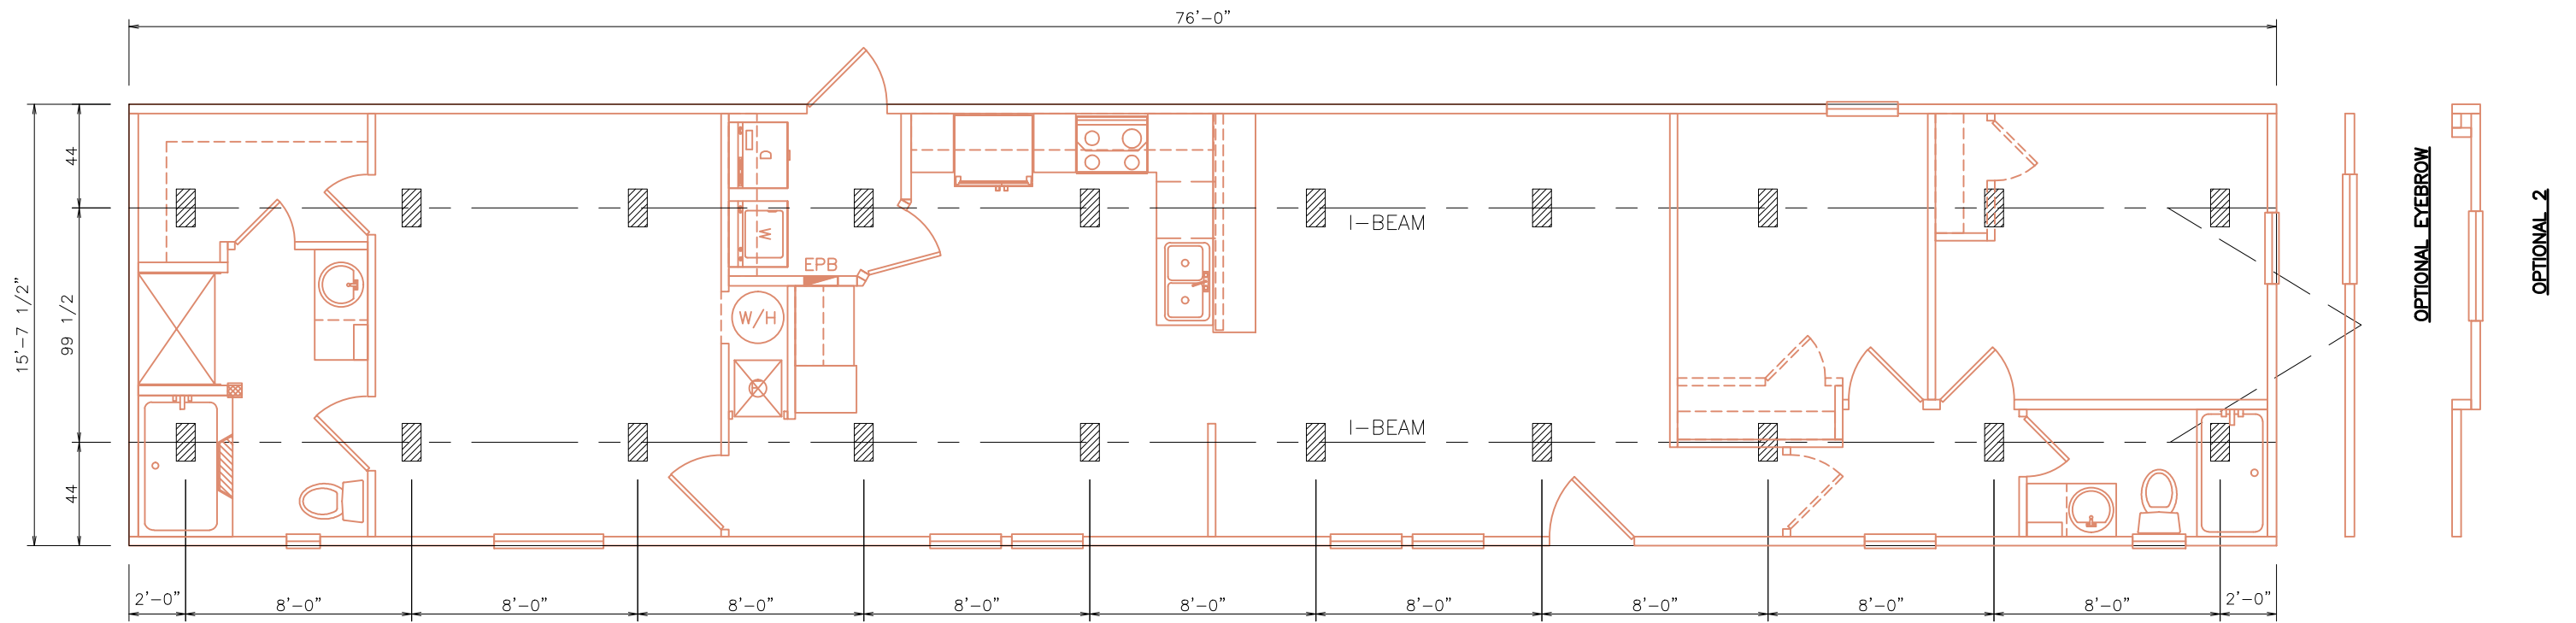 76'-0"
15'-7 1/2"
44
99 1/2
44
D
W
EPB
W/H
I-BEAM
I-BEAM
OPTIONAL EYEBROW
OPTIONAL 2
2'-0"
8'-0"
8'-0"
8'-0"
8'-0"
8'-0"
8'-0"
8'-0"
8'-0"
8'-0"
2'-0"